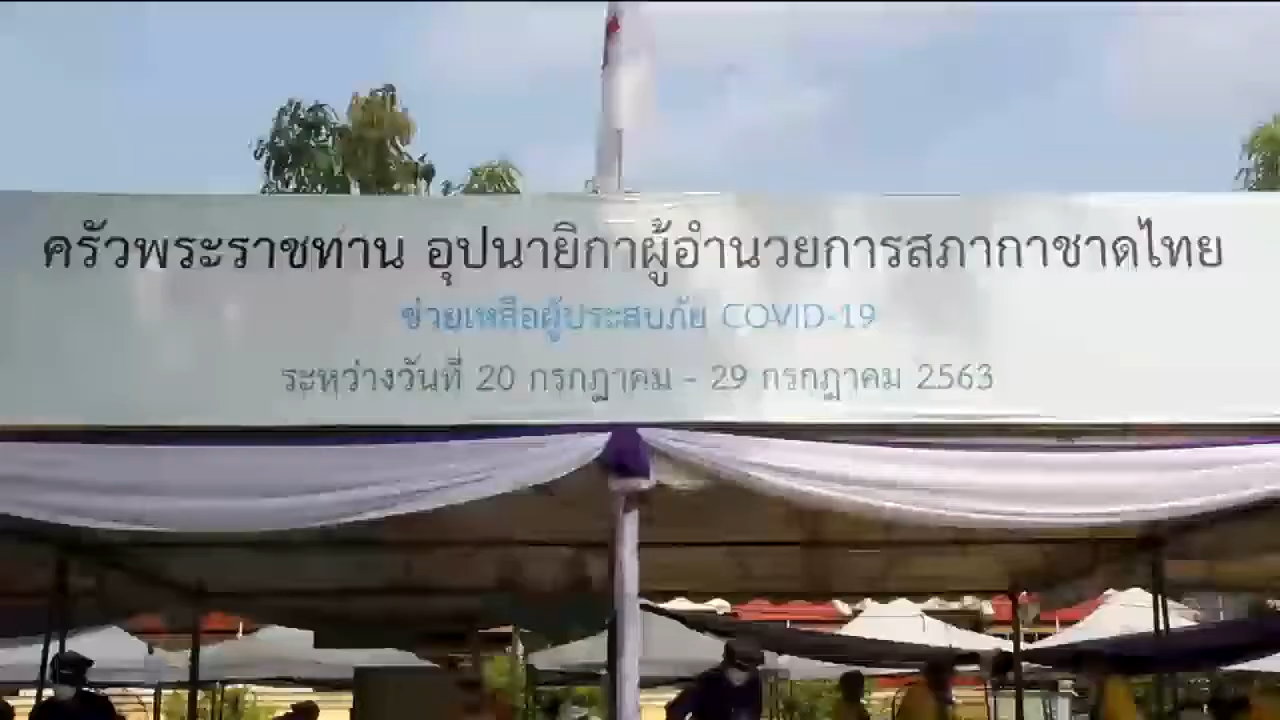 ครัวพระราชทาน อุปนายิกาผู้อำนวยการสภากาชาดไทย
ช่วยเหลือผู้ประสบภัย COVID-19
ระหว่างวันที่ 20 กรกฎาคม - 29 กรกฎาคม 2563